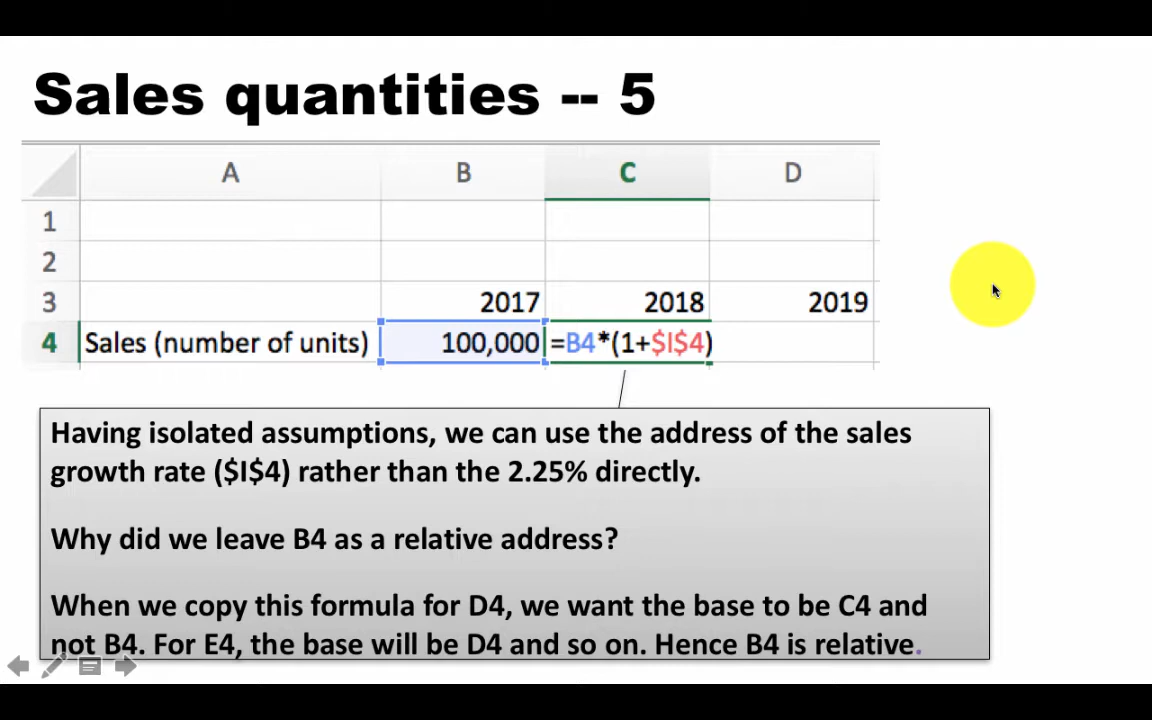 Sales quantities -- 5
A B C D
1
2
3 2017 2018 2019
4 Sales (number of units) 100,000 =B4*(1+$I$4)
Having isolated assumptions, we can use the address of the sales
growth rate ($I$4) rather than the 2.25% directly.
Why did we leave B4 as a relative address?
When we copy this formula for D4, we want the base to be C4 and
not B4. For E4, the base will be D4 and so on. Hence B4 is relative.